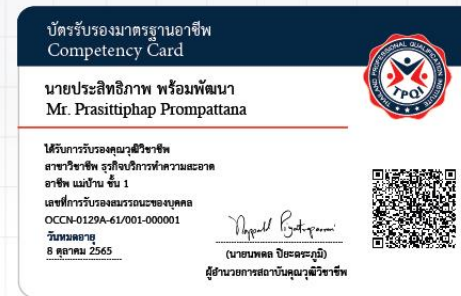 บัตรรับรองมาตรฐานอาชีพ
Competency Card
นายประสิทธิภาพ พร้อมพัฒนา
Mr. Prasittiphap Prompattana
ได้รับการรับรองคุณวุฒิวิชาชีพ
สาขาวิชาชีพ ธุรกิจบริการทำความสะอาด
อาชีพ แม่บ้าน ชั้น 1
เลขที่การรับรองสมรรถนะของบุคคล
OCCN-0129A-61/001-000001
วันหมดอายุ
8 ตุลาคม 2565
(นายนพดล ปิยะตระภูมิ)
ผู้อำนวยการสถาบันคุณวุฒิวิชาชีพ
THAILAND PROFESSIONAL QUALIFICATION INSTITUTE
TPQI